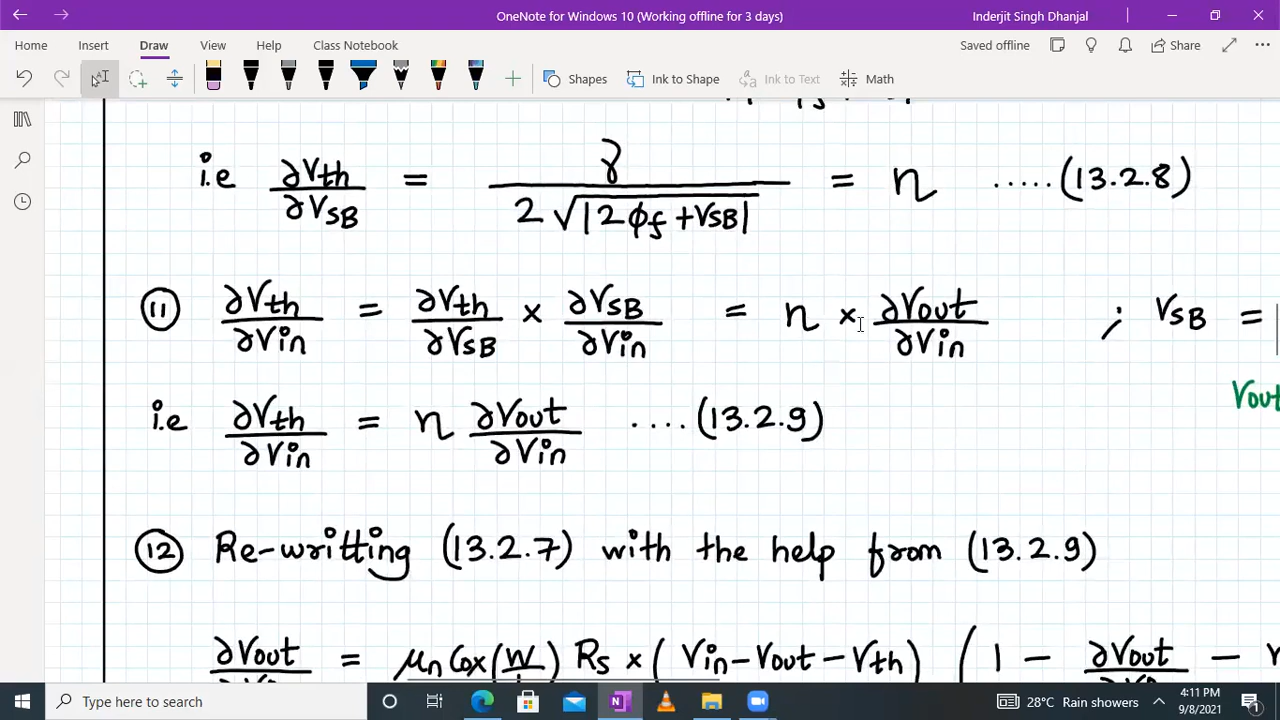 OneNote for Windows 10 (Working offline for 3 days)
Inderjit Singh Dhanjal
Home Insert Draw View Help Class Notebook
Saved offline
Share
Shapes Ink to Shape Ink to Text Math
i.e ∂Vth/∂VSB = γ/(2√|2ϕf + VSB|) = η .....(13.2.8)
⑪ ∂Vth/∂Vin = ∂Vth/∂VSB × ∂VSB/∂Vin = η × ∂Vout/∂Vin ; VSB =
Vout
i.e ∂Vth/∂Vin = η ∂Vout/∂Vin ....(13.2.9)
⑫ Re-writting (13.2.7) with the help from (13.2.9)
∂Vout = μn Cox (W ) Rs × (Vin - Vout - Vth) (1 - ∂Vout -
Type here to search
28°C Rain showers
4:11 PM
9/8/2021